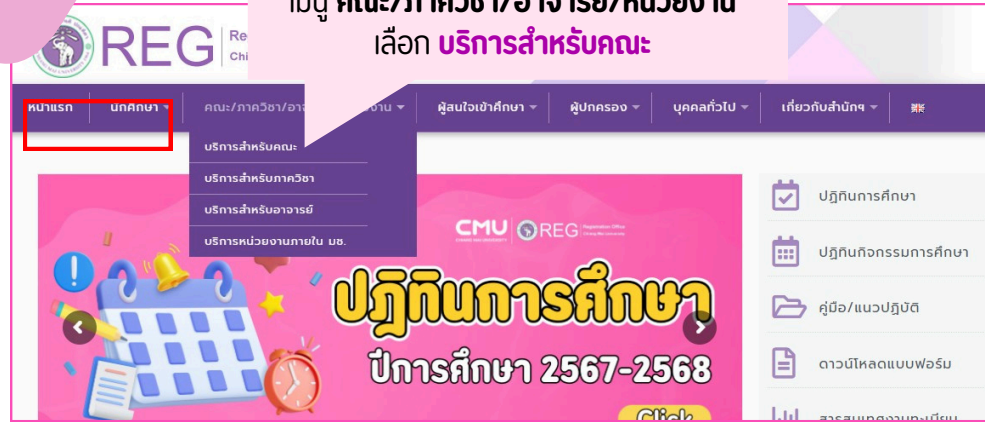 เมนู คณะ/ภาควิชา/อาจารย์/หน่วยงาน
เลือก บริการสำหรับคณะ
REG
หน้าแรก
นักศึกษา
ผู้สนใจเข้าศึกษา
ผู้ปกครอง
บุคคลทั่วไป
เกี่ยวกับสำนักฯ
บริการสำหรับคณะ
บริการสำหรับภาควิชา
บริการสำหรับอาจารย์
บริการหน่วยงานภายใน มช.
CMU REG
ปฏิทินการศึกษา
ปีการศึกษา 2567-2568
Click
ปฏิทินการศึกษา
ปฏิทินกิจกรรมการศึกษา
คู่มือ/แนวปฏิบัติ
ดาวน์โหลดแบบฟอร์ม
สารสนเทศงานทะเบียน